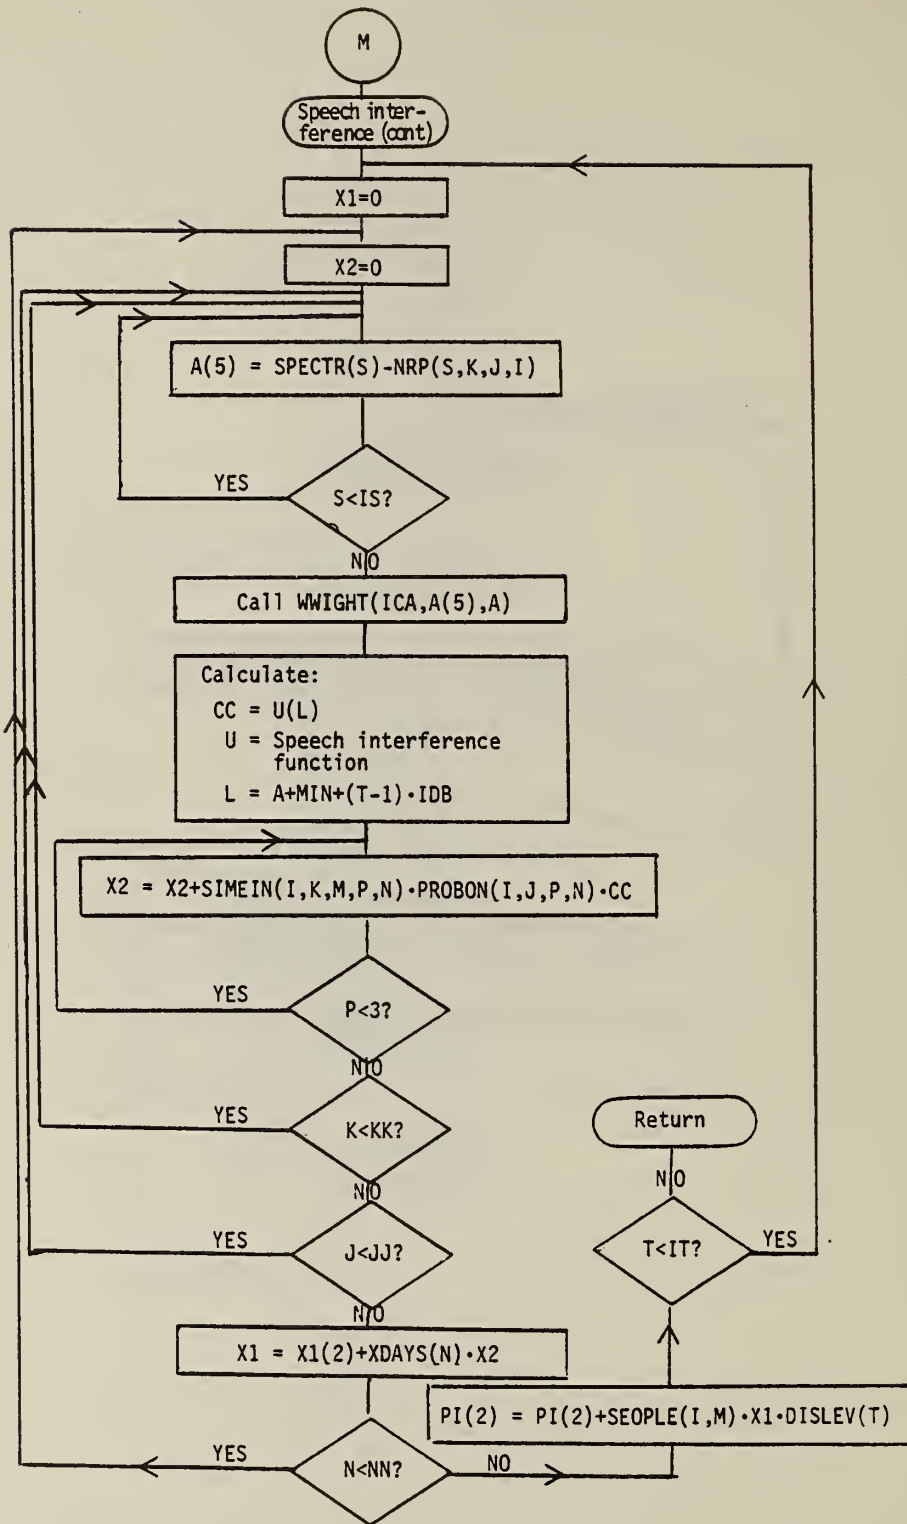 M
Speech inter-
ference (cont)
X1=0
X2=0
A(5) = SPECTR(S)-NRP(S,K,J,I)
YES
S<IS?
NO
Call WWIGHT(ICA,A(5),A)
Calculate:
CC = U(L)
U = Speech interference
function
L = A+MIN+(T-1)·IDB
X2 = X2+SIMEIN(I,K,M,P,N)·PROBON(I,J,P,N)·CC
YES
P<3?
NO
YES
K<KK?
NO
Return
NO
YES
J<JJ?
NO
T<IT?
YES
X1 = X1(2)+XDAYS(N)·X2
PI(2) = PI(2)+SEOPLE(I,M)·X1·DISLEV(T)
YES
N<NN?
NO